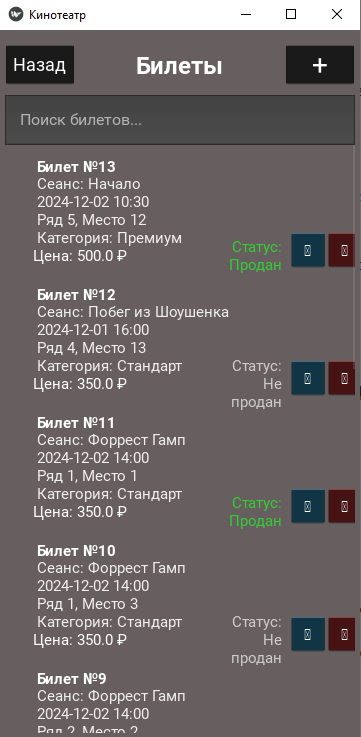 Кинотеатр
Назад
Билеты
+
Поиск билетов...
Билет №13
Сеанс: Начало
2024-12-02 10:30
Ряд 5, Место 12
Категория: Премиум
Цена: 500.0 ₽
Статус:
Продан
Билет №12
Сеанс: Побег из Шоушенка
2024-12-01 16:00
Ряд 4, Место 13
Категория: Стандарт
Цена: 350.0 ₽
Статус:
Не
продан
Билет №11
Сеанс: Форрест Гамп
2024-12-02 14:00
Ряд 1, Место 1
Категория: Стандарт
Цена: 350.0 ₽
Статус:
Продан
Билет №10
Сеанс: Форрест Гамп
2024-12-02 14:00
Ряд 1, Место 3
Категория: Стандарт
Цена: 350.0 ₽
Статус:
Не
продан
Билет №9
Сеанс: Форрест Гамп
2024-12-02 14:00
Ряд 2, Место 2